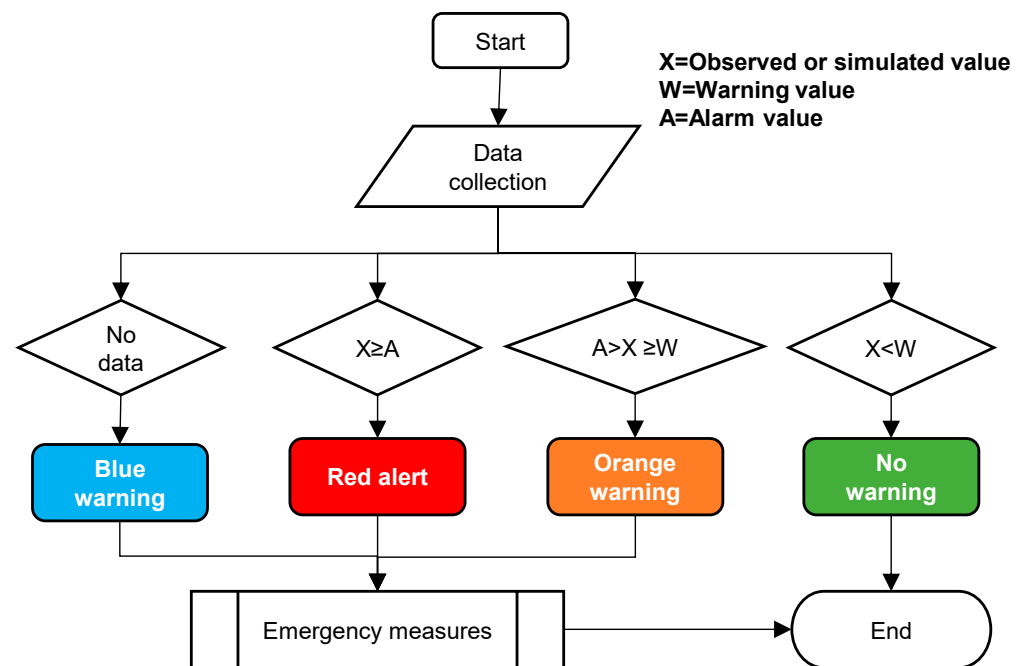 Start
X=Observed or simulated value
W=Warning value
A=Alarm value
Data
collection
No
data
X≥A
A>X ≥W
X<W
Blue
warning
Red alert
Orange
warning
No
warning
Emergency measures
End